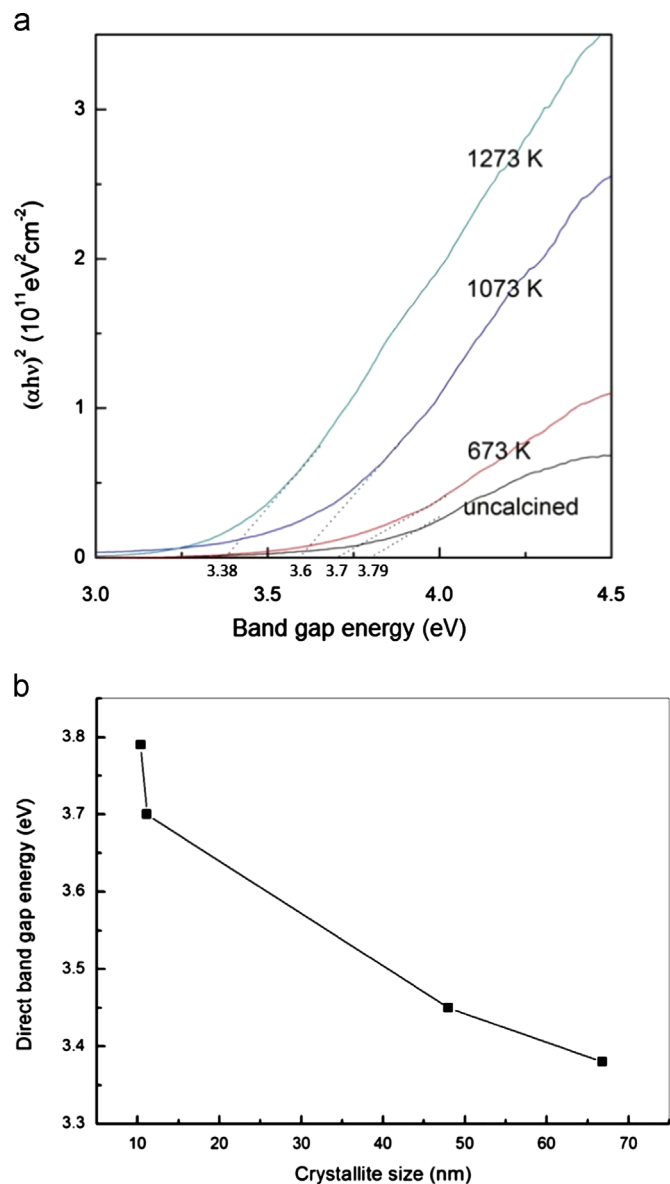 a
3
2
1
0
(αhν)² (10¹¹eV²cm⁻²)
1273 K
1073 K
673 K
uncalcined
3.38 3.6 3.7 3.79
3.0 3.5 4.0 4.5
Band gap energy (eV)
b
3.8
3.7
3.6
3.5
3.4
3.3
Direct band gap energy (eV)
10 20 30 40 50 60 70
Crystallite size (nm)